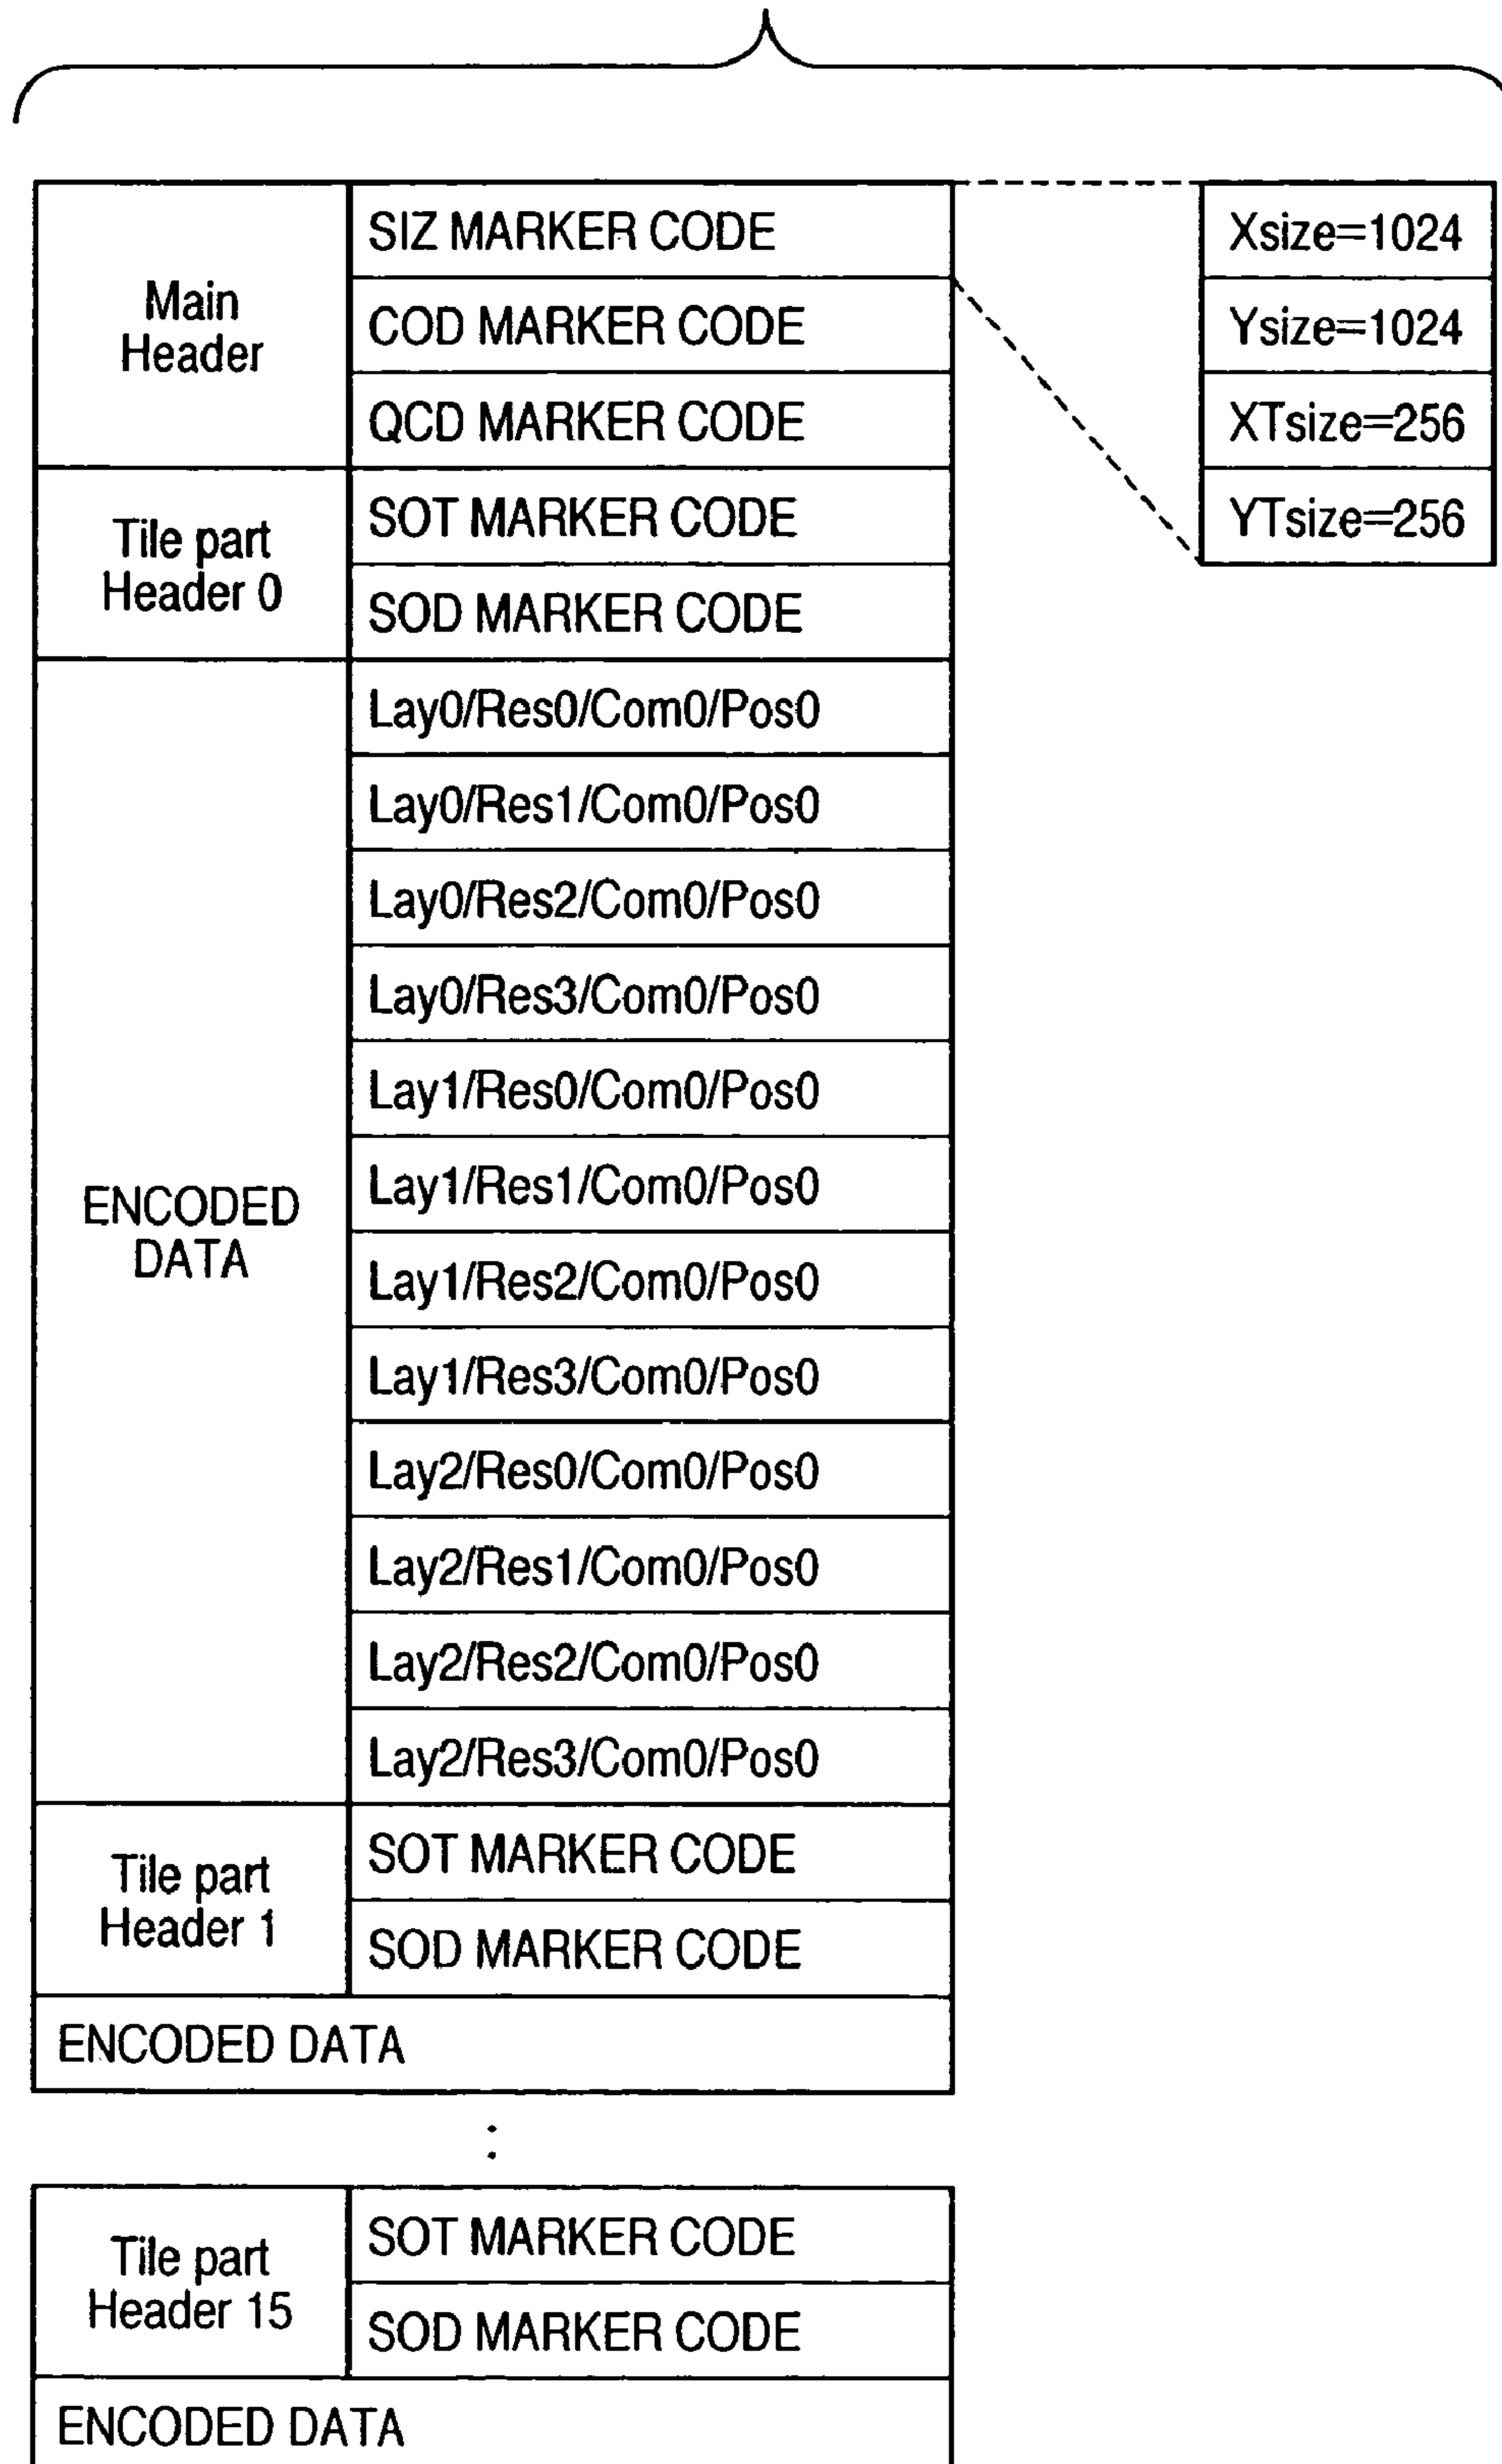 Main
Header
SIZ MARKER CODE
COD MARKER CODE
QCD MARKER CODE
Xsize=1024
Ysize=1024
XTsize=256
YTsize=256
Tile part
Header 0
SOT MARKER CODE
SOD MARKER CODE
ENCODED
DATA
Lay0/Res0/Com0/Pos0
Lay0/Res1/Com0/Pos0
Lay0/Res2/Com0/Pos0
Lay0/Res3/Com0/Pos0
Lay1/Res0/Com0/Pos0
Lay1/Res1/Com0/Pos0
Lay1/Res2/Com0/Pos0
Lay1/Res3/Com0/Pos0
Lay2/Res0/Com0/Pos0
Lay2/Res1/Com0/Pos0
Lay2/Res2/Com0/Pos0
Lay2/Res3/Com0/Pos0
Tile part
Header 1
SOT MARKER CODE
SOD MARKER CODE
ENCODED DATA
:
Tile part
Header 15
SOT MARKER CODE
SOD MARKER CODE
ENCODED DATA